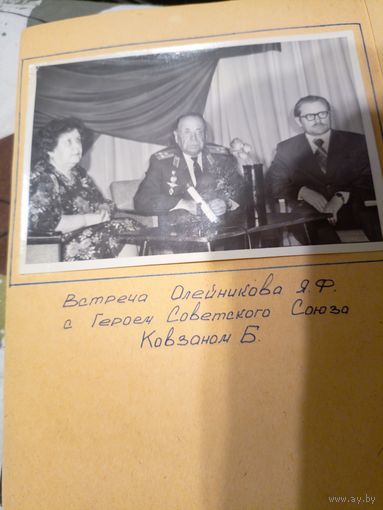 Встреча Олейникова Я.Ф.
с Героем Советского Союза
Ковзаном Б.
www.ay.by